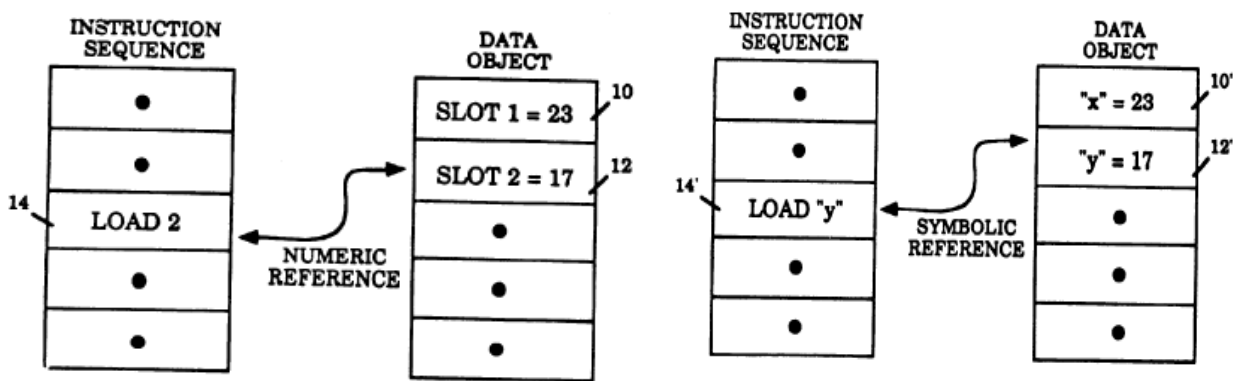 INSTRUCTION
SEQUENCE
DATA
OBJECT
SLOT 1 = 23
10
SLOT 2 = 17
12
14
LOAD 2
NUMERIC
REFERENCE
INSTRUCTION
SEQUENCE
DATA
OBJECT
"x" = 23
10'
"y" = 17
12'
14'
LOAD "y"
SYMBOLIC
REFERENCE